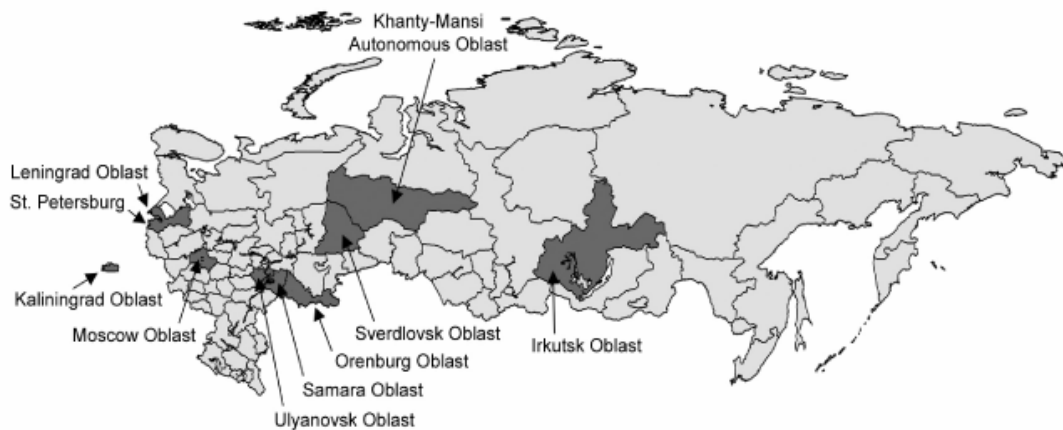 Khanty-Mansi
Autonomous Oblast
Leningrad Oblast
St. Petersburg
Kaliningrad Oblast
Moscow Oblast
Sverdlovsk Oblast
Irkutsk Oblast
Orenburg Oblast
Samara Oblast
Ulyanovsk Oblast